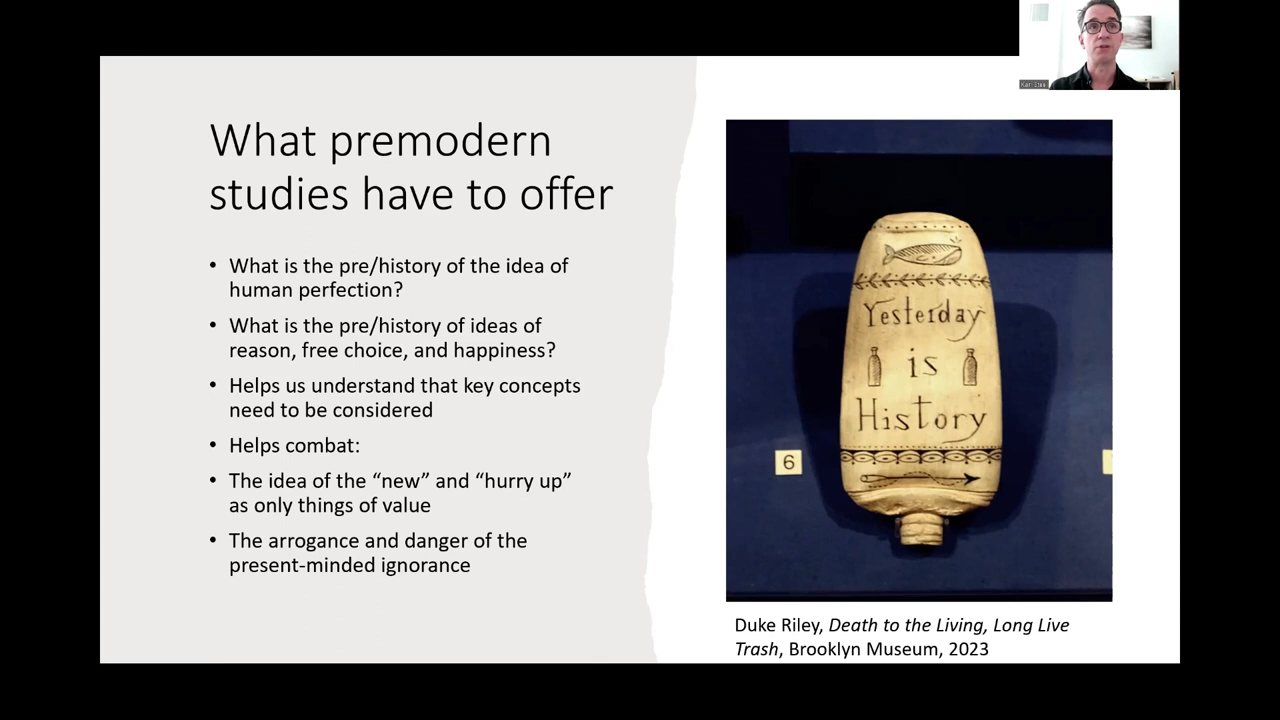 What premodern
studies have to offer
• What is the pre/history of the idea of
human perfection?
• What is the pre/history of ideas of
reason, free choice, and happiness?
• Helps us understand that key concepts
need to be considered
• Helps combat:
• The idea of the “new” and “hurry up”
as only things of value
• The arrogance and danger of the
present-minded ignorance
Yesterday
is
History
6
Duke Riley, Death to the Living, Long Live
Trash, Brooklyn Museum, 2023